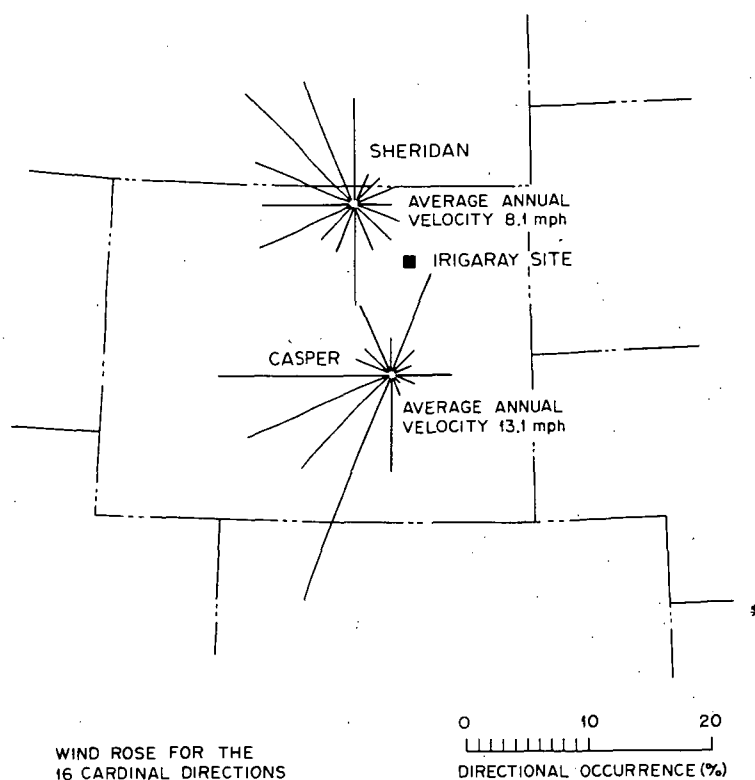 SHERIDAN
AVERAGE ANNUAL
VELOCITY 8.1 mph
IRIGARAY SITE
CASPER
AVERAGE ANNUAL
VELOCITY 13.1 mph
0 10 20
WIND ROSE FOR THE
16 CARDINAL DIRECTIONS
DIRECTIONAL OCCURRENCE (%)